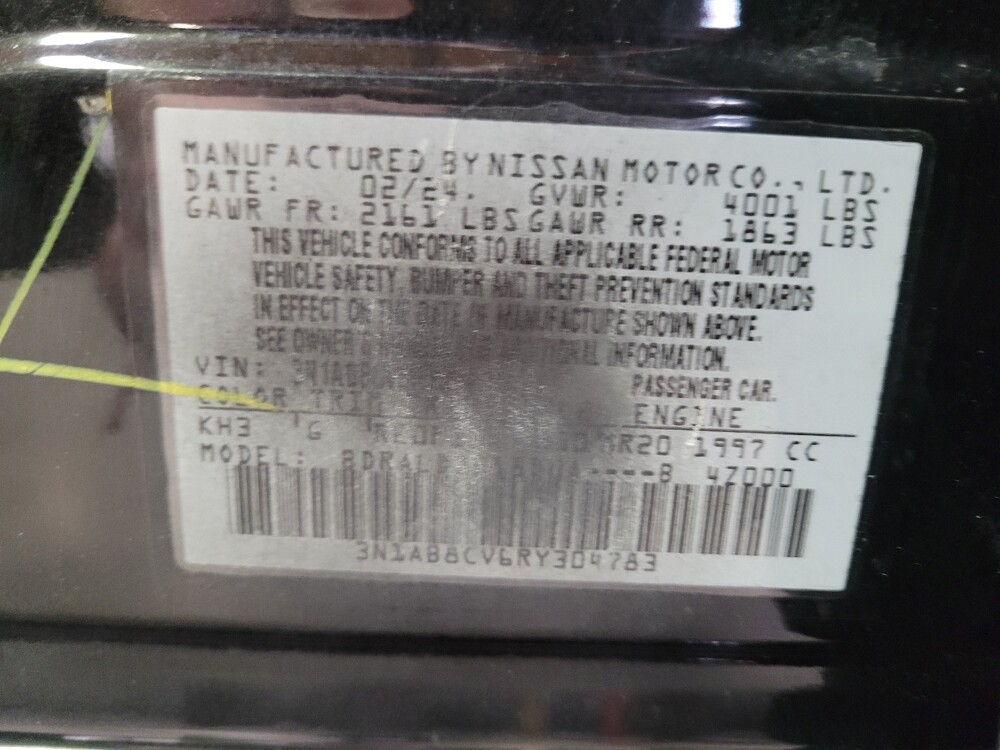 MANUFACTURED BY NISSAN MOTOR CO., LTD.
DATE: 02/24. GVWR: 4001 LBS
GAWR FR: 2161 LBS GAWR RR: 1863 LBS
THIS VEHICLE CONFORMS TO ALL APPLICABLE FEDERAL MOTOR
VEHICLE SAFETY, BUMPER AND THEFT PREVENTION STANDARDS
IN EFFECT ON THE DATE OF MANUFACTURE SHOWN ABOVE.
SEE OWNER INFORMATION.
VIN: PASSENGER CAR.
COLOR TRIM ENGINE
KH3 G MR20 1997 CC
MODEL: 47000
3N1AB8CV6RY304783